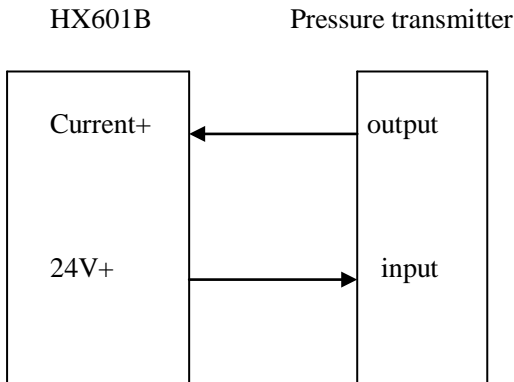 HX601B Pressure transmitter
Current+ output
24V+ input